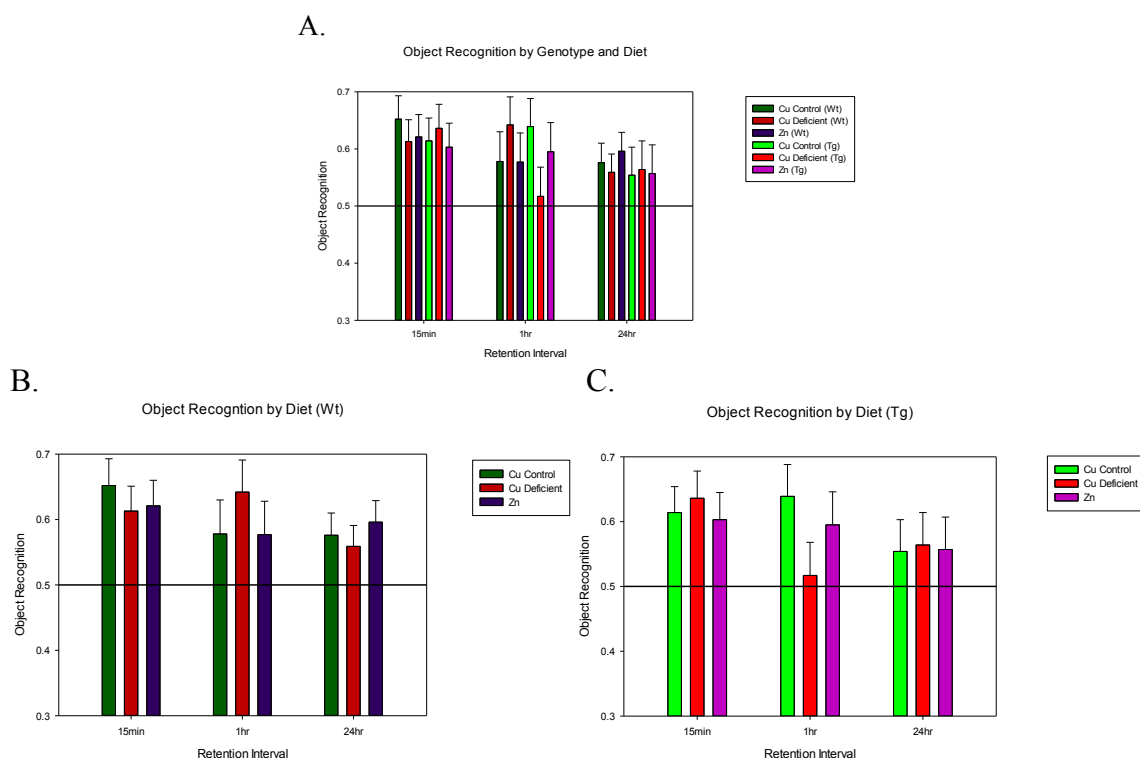 A.
Object Recognition by Genotype and Diet
0.7
0.6
0.5
0.4
0.3
Object Recognition
15min 1hr 24hr
Retention Interval
Cu Control (Wt)
Cu Deficient (Wt)
Zn (Wt)
Cu Control (Tg)
Cu Deficient (Tg)
Zn (Tg)
B.
Object Recogntion by Diet (Wt)
0.7
0.6
0.5
0.4
0.3
Object Recognition
15min 1hr 24hr
Retention Interval
Cu Control
Cu Deficient
Zn
C.
Object Recognition by Diet (Tg)
0.7
0.6
0.5
0.4
0.3
Object Recognition
15min 1hr 24hr
Retention Interval
Cu Control
Cu Deficient
Zn